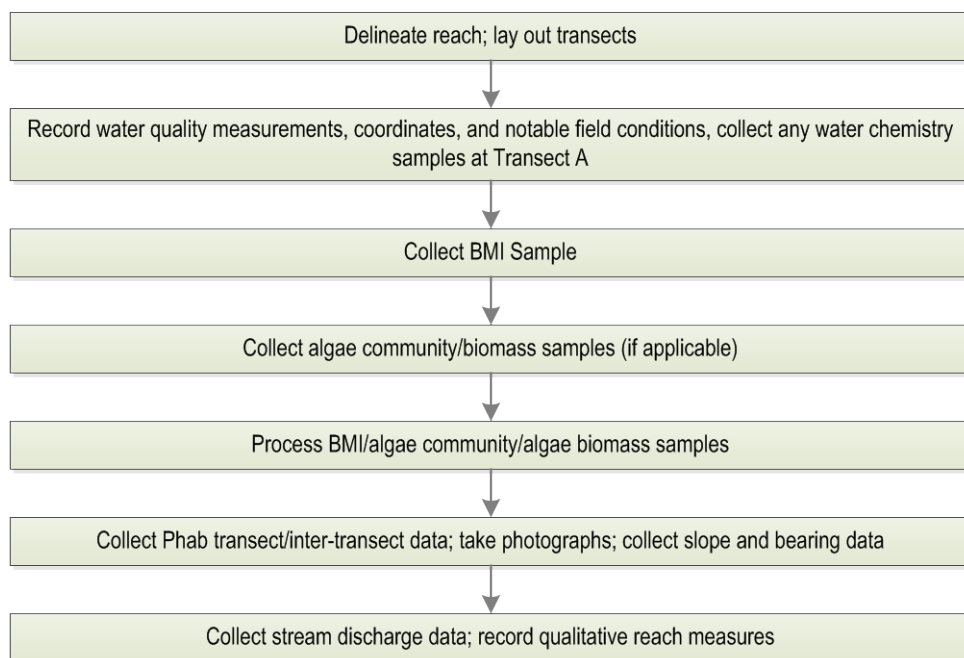 Delineate reach; lay out transects
Record water quality measurements, coordinates, and notable field conditions, collect any water chemistry
samples at Transect A
Collect BMI Sample
Collect algae community/biomass samples (if applicable)
Process BMI/algae community/algae biomass samples
Collect Phab transect/inter-transect data; take photographs; collect slope and bearing data
Collect stream discharge data; record qualitative reach measures